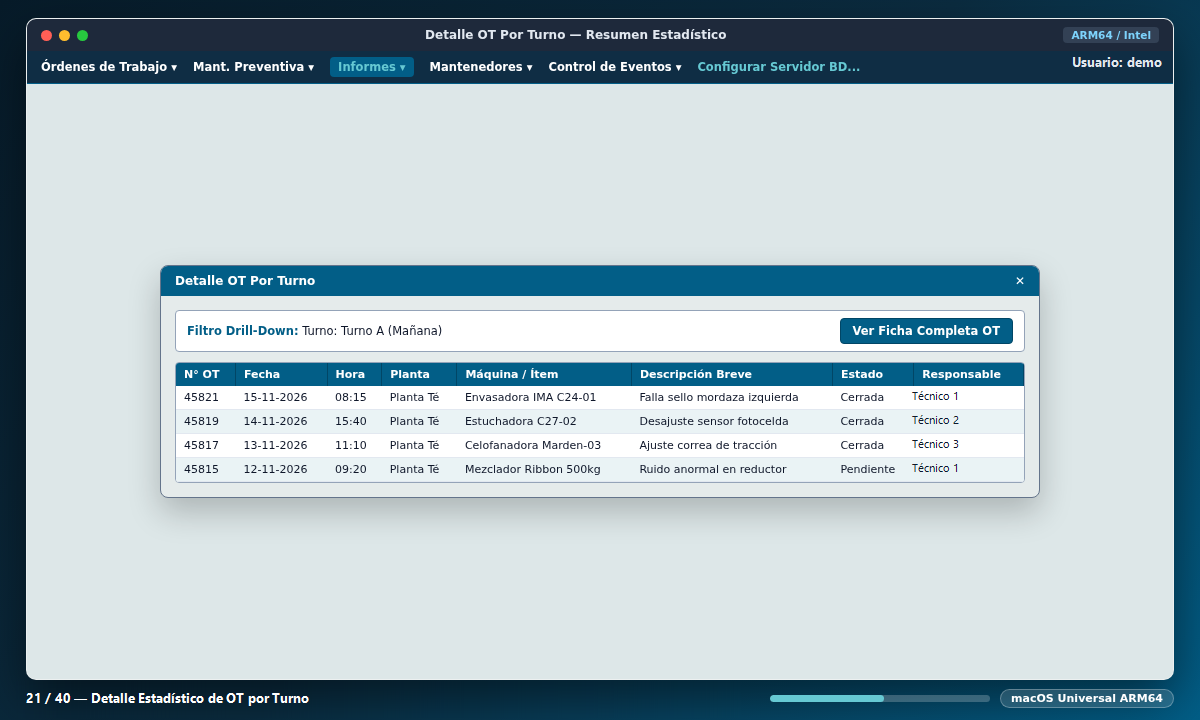 Detalle OT Por Turno — Resumen Estadístico
ARM64 / Intel
Órdenes de Trabajo ▾ Mant. Preventiva ▾ Informes ▾ Mantenedores ▾ Control de Eventos ▾ Configurar Servidor BD... Usuario: demo
Detalle OT Por Turno ×
Filtro Drill-Down: Turno: Turno A (Mañana) Ver Ficha Completa OT
N° OT Fecha Hora Planta Máquina / Ítem Descripción Breve Estado Responsable
45821 15-11-2026 08:15 Planta Té Envasadora IMA C24-01 Falla sello mordaza izquierda Cerrada Técnico 1
45819 14-11-2026 15:40 Planta Té Estuchadora C27-02 Desajuste sensor fotocelda Cerrada Técnico 2
45817 13-11-2026 11:10 Planta Té Celofanadora Marden-03 Ajuste correa de tracción Cerrada Técnico 3
45815 12-11-2026 09:20 Planta Té Mezclador Ribbon 500kg Ruido anormal en reductor Pendiente Técnico 1
21 / 40 — Detalle Estadístico de OT por Turno macOS Universal ARM64